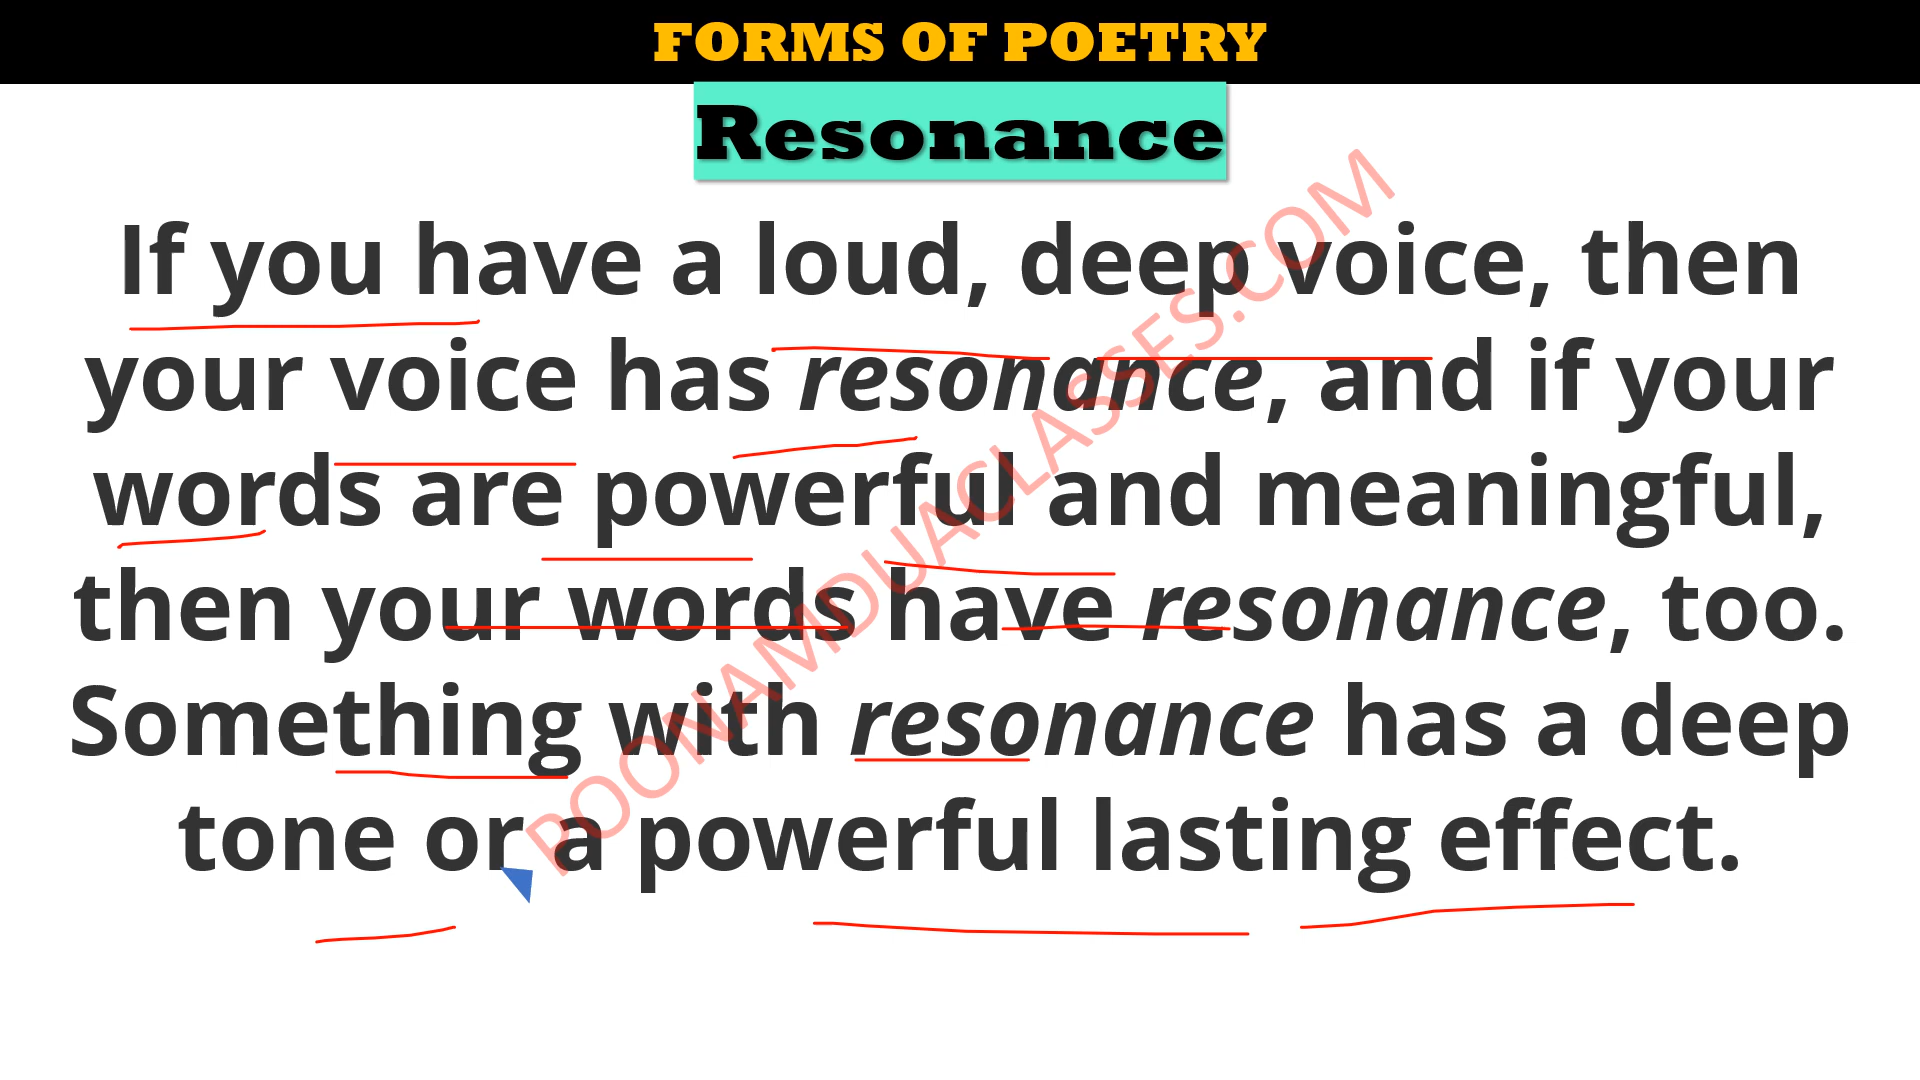 FORMS OF POETRY
Resonance
If you have a loud, deep voice, then
your voice has resonance, and if your
words are powerful and meaningful,
then your words have resonance, too.
Something with resonance has a deep
tone or a powerful lasting effect.
POONAMDUACLASSES.COM